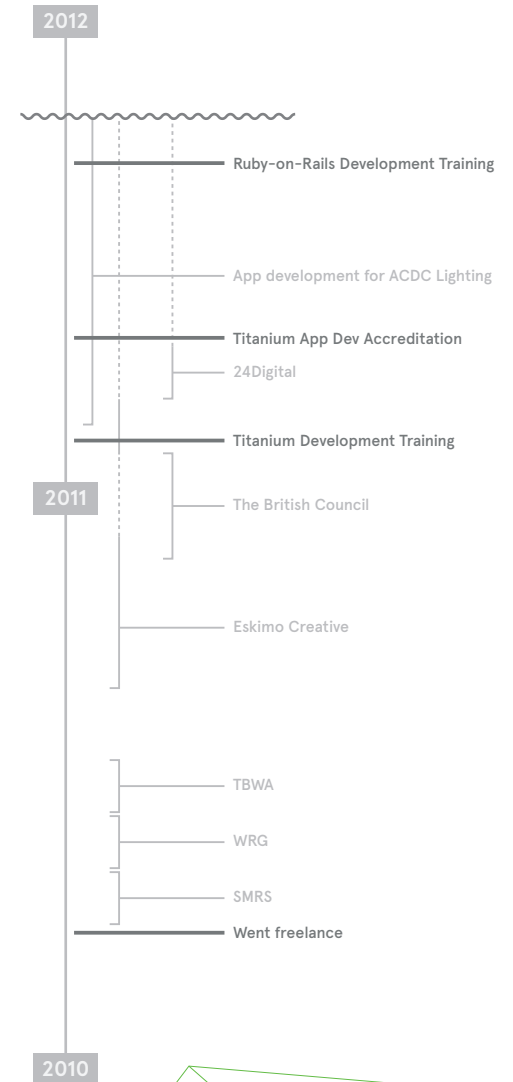 2012
Ruby-on-Rails Development Training
App development for ACDC Lighting
Titanium App Dev Accreditation
24Digital
Titanium Development Training
2011
The British Council
Eskimo Creative
TBWA
WRG
SMRS
Went freelance
2010